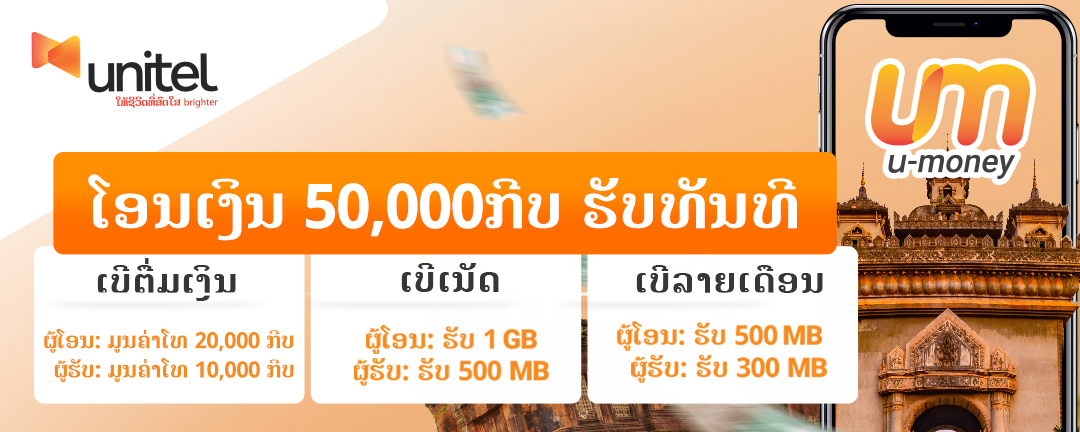 unitel
ໃຫ້ຊີວິດທີ່ສົດໃສ brighter
um
u-money
ໂອນເງິນ 50,000ກີບ ຮັບທັນທີ
ເບີຕື່ມເງິນ
ຜູ້ໂອນ: ມູນຄ່າໂທ 20,000 ກີບ
ຜູ້ຮັບ: ມູນຄ່າໂທ 10,000 ກີບ
ເບີເນັດ
ຜູ້ໂອນ: ຮັບ 1 GB
ຜູ້ຮັບ: ຮັບ 500 MB
ເບີລາຍເດືອນ
ຜູ້ໂອນ: ຮັບ 500 MB
ຜູ້ຮັບ: ຮັບ 300 MB